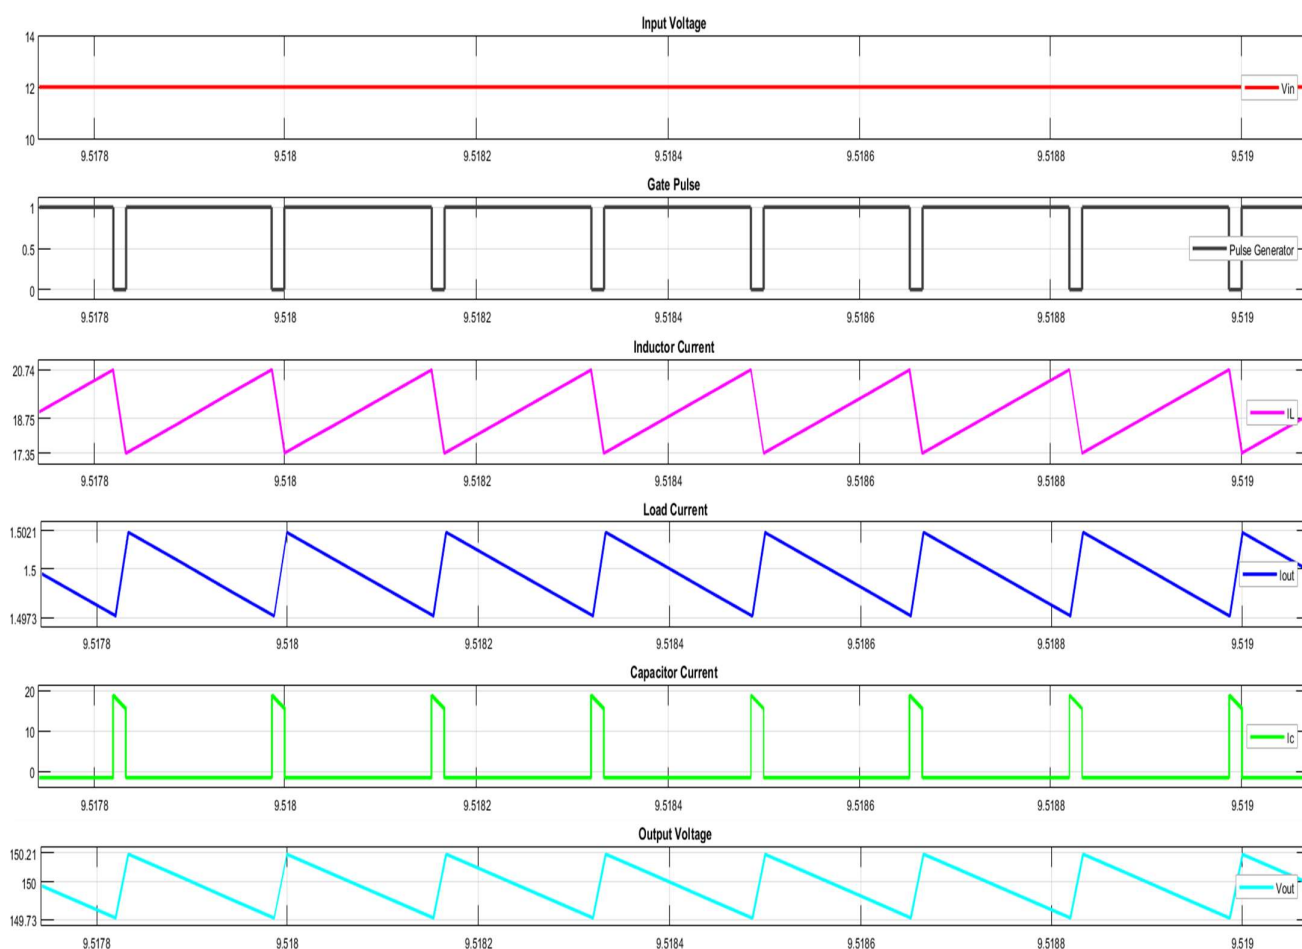 Input Voltage
14
12
10
Vin
9.5178 9.518 9.5182 9.5184 9.5186 9.5188 9.519
Gate Pulse
1
0.5
0
Pulse Generator
9.5178 9.518 9.5182 9.5184 9.5186 9.5188 9.519
Inductor Current
20.74
18.75
17.35
IL
9.5178 9.518 9.5182 9.5184 9.5186 9.5188 9.519
Load Current
1.5021
1.5
1.4973
Iout
9.5178 9.518 9.5182 9.5184 9.5186 9.5188 9.519
Capacitor Current
20
10
0
Ic
9.5178 9.518 9.5182 9.5184 9.5186 9.5188 9.519
Output Voltage
150.21
150
149.73
Vout
9.5178 9.518 9.5182 9.5184 9.5186 9.5188 9.519